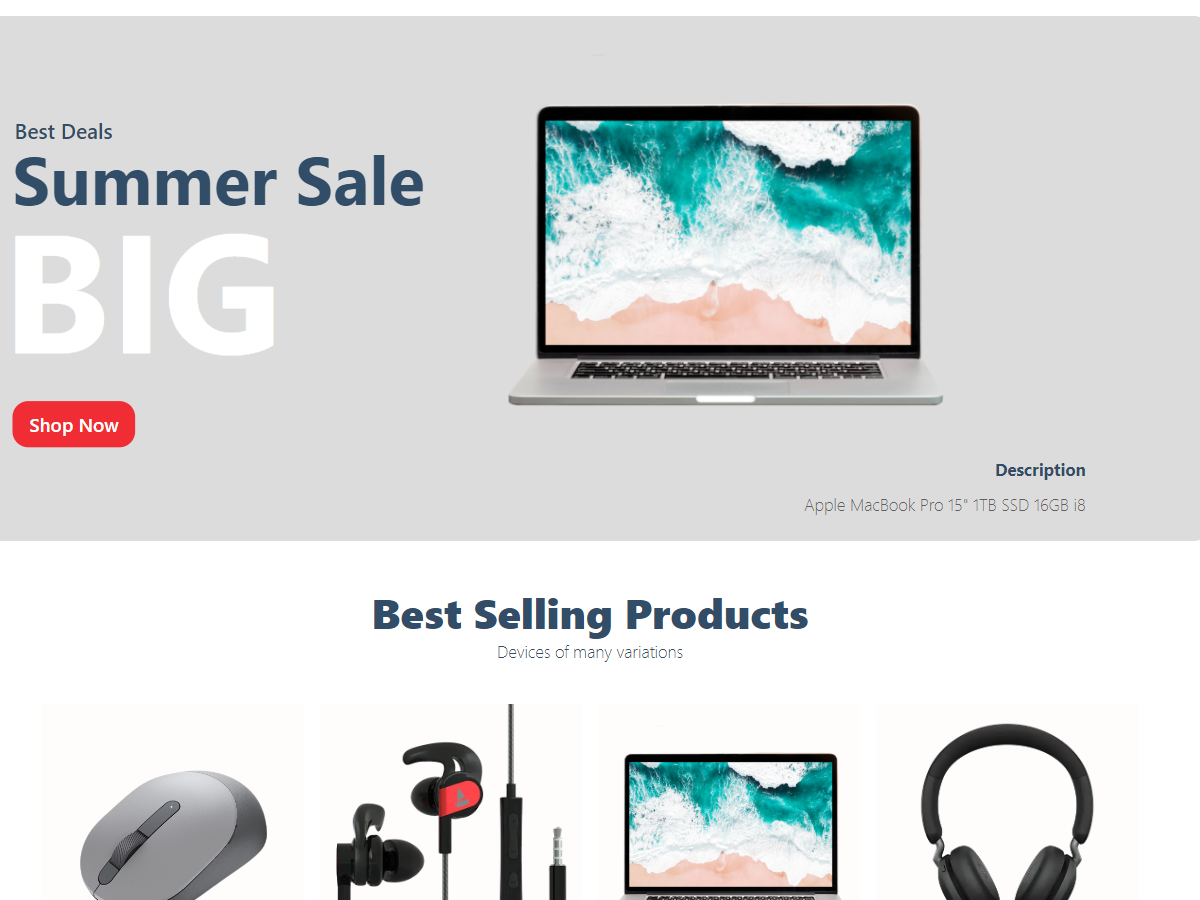 Best Deals
Summer Sale
BIG
Shop Now
Description
Apple MacBook Pro 15" 1TB SSD 16GB i8
Best Selling Products
Devices of many variations